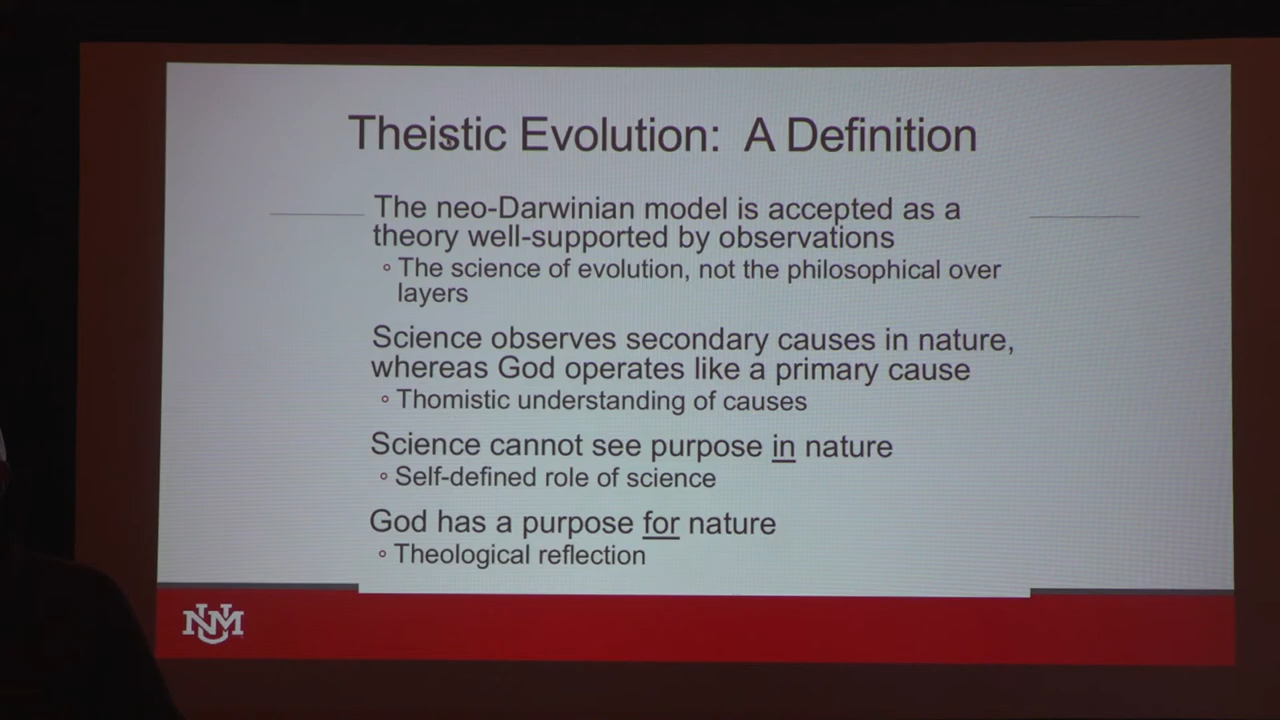 Theistic Evolution: A Definition
The neo-Darwinian model is accepted as a
theory well-supported by observations
◦ The science of evolution, not the philosophical over
layers
Science observes secondary causes in nature,
whereas God operates like a primary cause
◦ Thomistic understanding of causes
Science cannot see purpose in nature
◦ Self-defined role of science
God has a purpose for nature
◦ Theological reflection
UNM